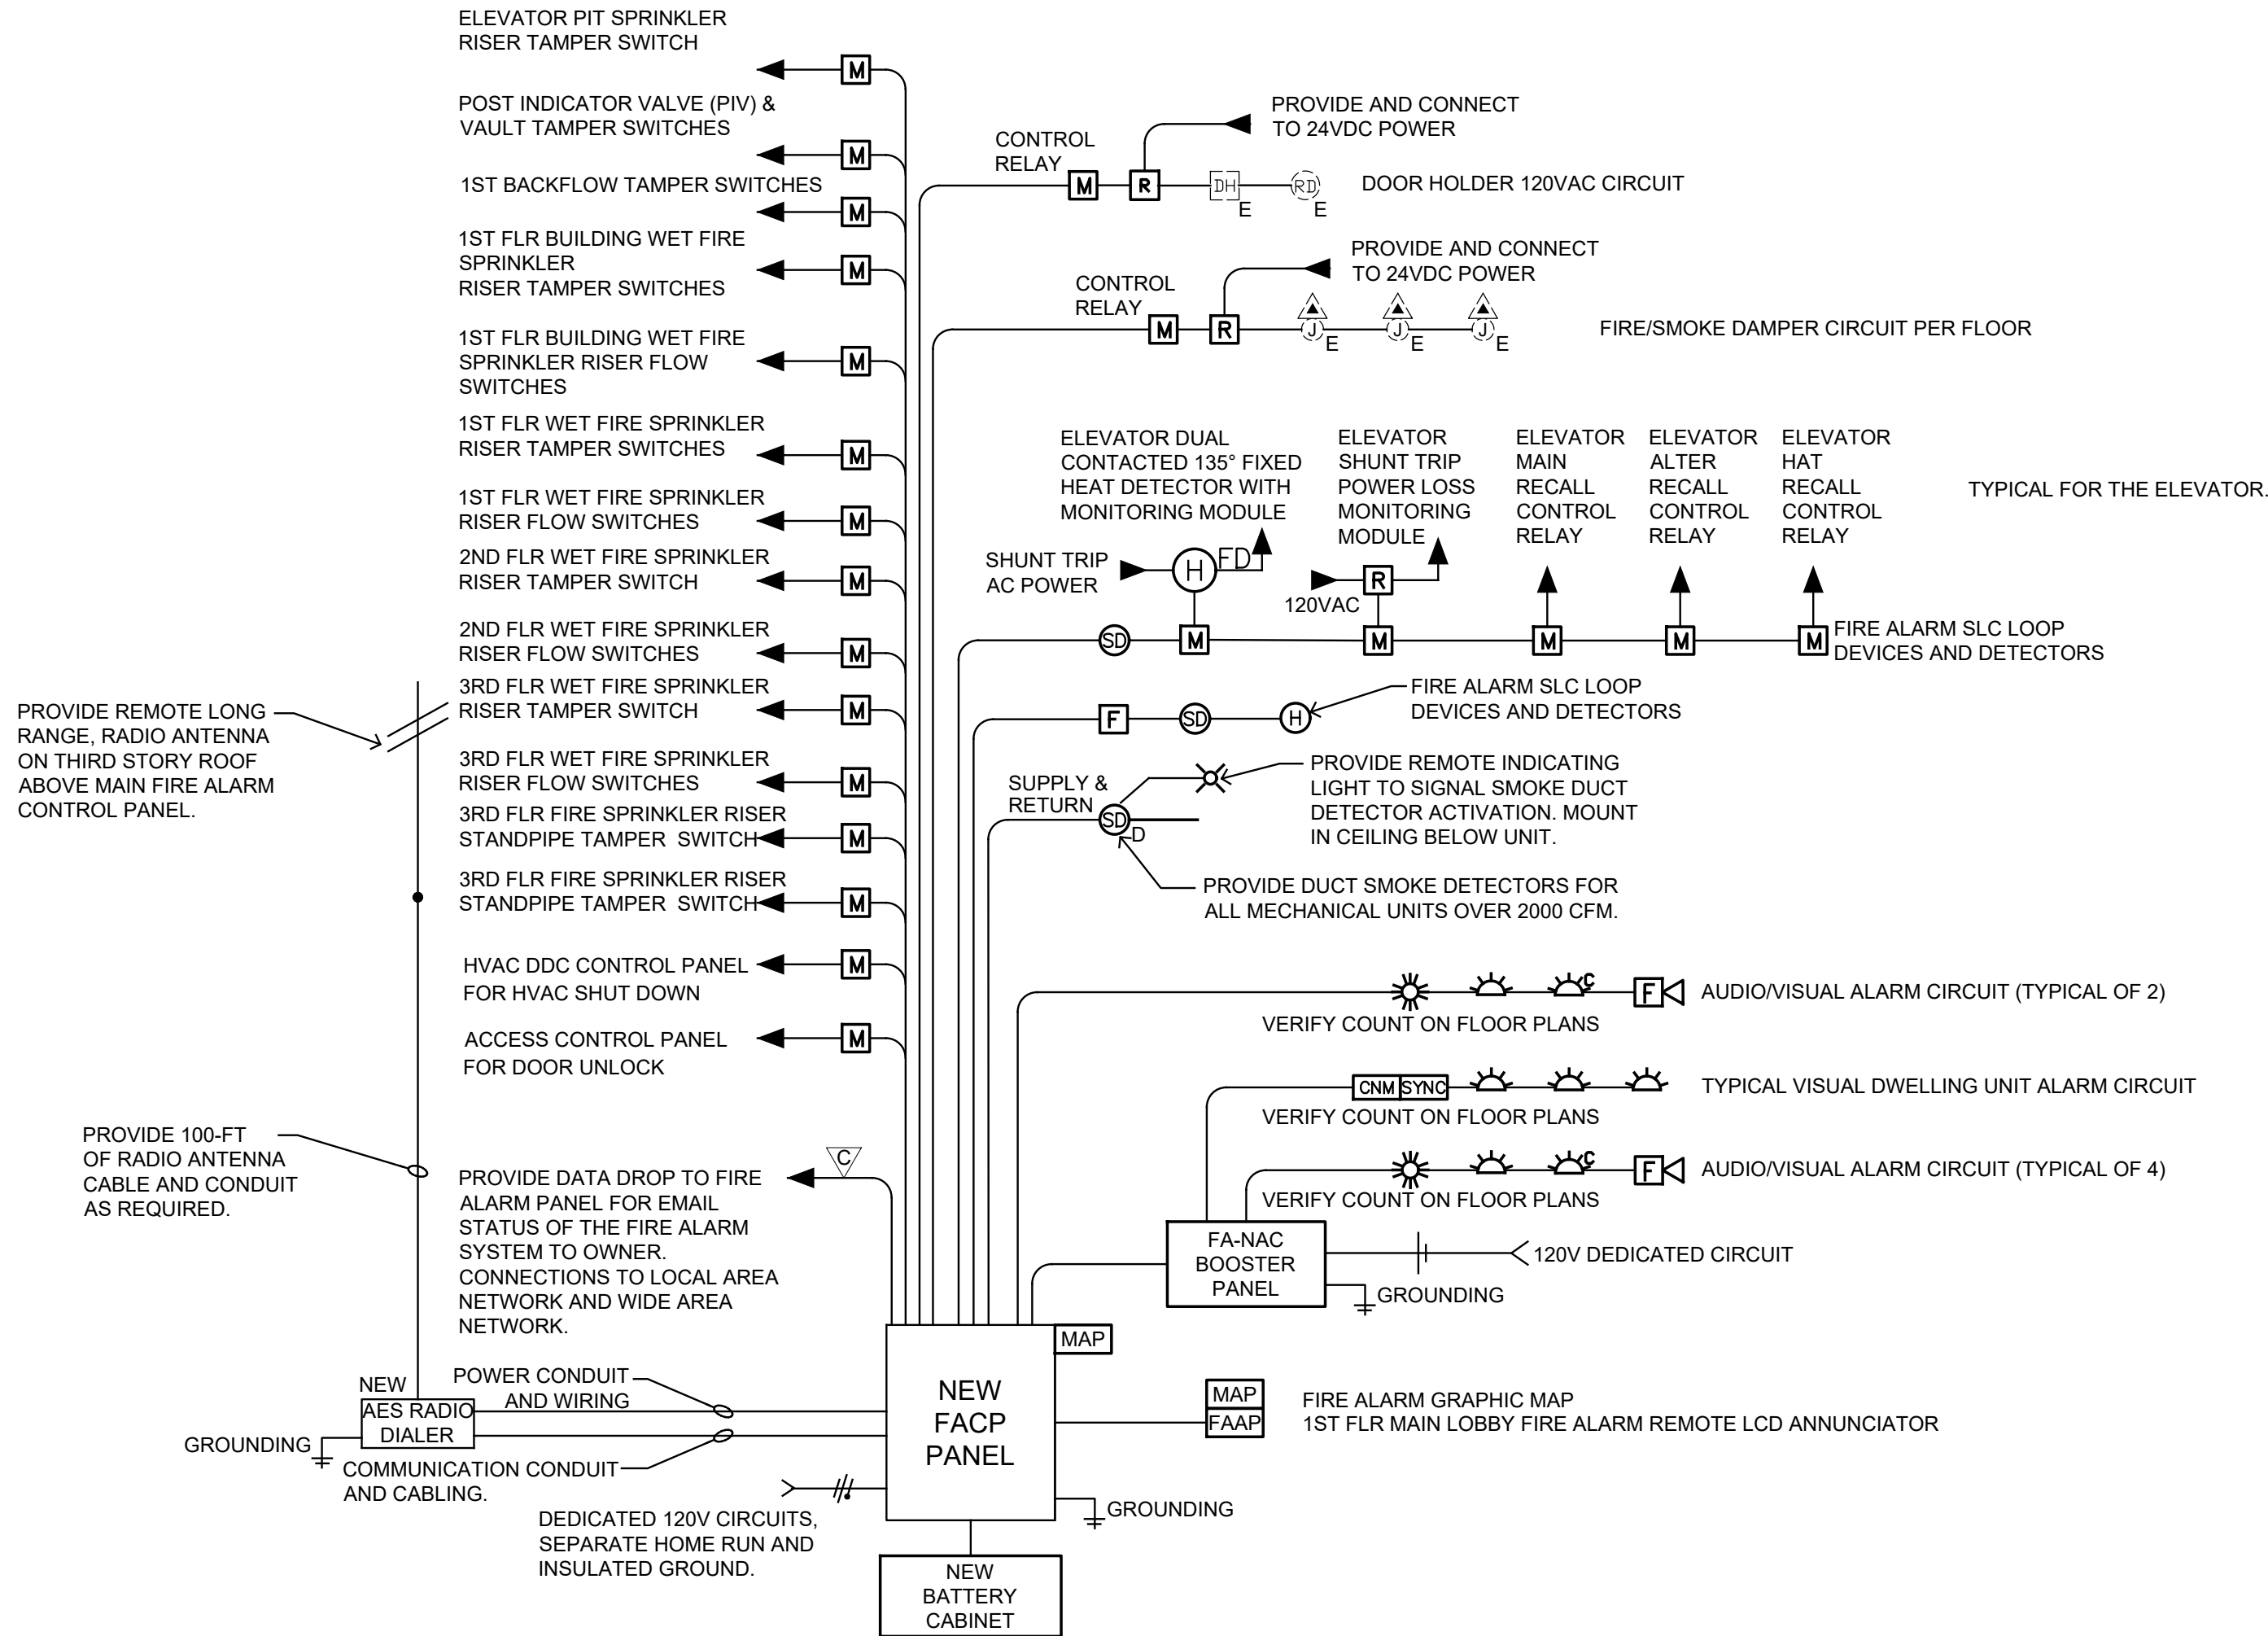 ELEVATOR PIT SPRINKLER
RISER TAMPER SWITCH
M
POST INDICATOR VALVE (PIV) &
VAULT TAMPER SWITCHES
M
1ST BACKFLOW TAMPER SWITCHES
M
1ST FLR BUILDING WET FIRE
SPRINKLER
RISER TAMPER SWITCHES
M
1ST FLR BUILDING WET FIRE
SPRINKLER RISER FLOW
SWITCHES
M
1ST FLR WET FIRE SPRINKLER
RISER TAMPER SWITCHES
M
1ST FLR WET FIRE SPRINKLER
RISER FLOW SWITCHES
M
2ND FLR WET FIRE SPRINKLER
RISER TAMPER SWITCH
M
2ND FLR WET FIRE SPRINKLER
RISER FLOW SWITCHES
M
3RD FLR WET FIRE SPRINKLER
RISER TAMPER SWITCH
M
3RD FLR WET FIRE SPRINKLER
RISER FLOW SWITCHES
M
3RD FLR FIRE SPRINKLER RISER
STANDPIPE TAMPER SWITCH
M
3RD FLR FIRE SPRINKLER RISER
STANDPIPE TAMPER SWITCH
M
HVAC DDC CONTROL PANEL
FOR HVAC SHUT DOWN
M
ACCESS CONTROL PANEL
FOR DOOR UNLOCK
M
PROVIDE REMOTE LONG
RANGE, RADIO ANTENNA
ON THIRD STORY ROOF
ABOVE MAIN FIRE ALARM
CONTROL PANEL.
PROVIDE 100-FT
OF RADIO ANTENNA
CABLE AND CONDUIT
AS REQUIRED.
C
PROVIDE DATA DROP TO FIRE
ALARM PANEL FOR EMAIL
STATUS OF THE FIRE ALARM
SYSTEM TO OWNER.
CONNECTIONS TO LOCAL AREA
NETWORK AND WIDE AREA
NETWORK.
POWER CONDUIT
AND WIRING
NEW
AES RADIO
DIALER
GROUNDING
COMMUNICATION CONDUIT
AND CABLING.
DEDICATED 120V CIRCUITS,
SEPARATE HOME RUN AND
INSULATED GROUND.
PROVIDE AND CONNECT
TO 24VDC POWER
CONTROL
RELAY
M R DH RD
E E
DOOR HOLDER 120VAC CIRCUIT
PROVIDE AND CONNECT
TO 24VDC POWER
CONTROL
RELAY
M R J J J
E E E
FIRE/SMOKE DAMPER CIRCUIT PER FLOOR
ELEVATOR DUAL
CONTACTED 135° FIXED
HEAT DETECTOR WITH
MONITORING MODULE
ELEVATOR
SHUNT TRIP
POWER LOSS
MONITORING
MODULE
ELEVATOR
MAIN
RECALL
CONTROL
RELAY
ELEVATOR
ALTER
RECALL
CONTROL
RELAY
ELEVATOR
HAT
RECALL
CONTROL
RELAY
TYPICAL FOR THE ELEVATOR.
SHUNT TRIP
AC POWER
H FD
R
120VAC
SD M M M M M
FIRE ALARM SLC LOOP
DEVICES AND DETECTORS
F SD H
FIRE ALARM SLC LOOP
DEVICES AND DETECTORS
SUPPLY &
RETURN
SD
D
PROVIDE REMOTE INDICATING
LIGHT TO SIGNAL SMOKE DUCT
DETECTOR ACTIVATION. MOUNT
IN CEILING BELOW UNIT.
PROVIDE DUCT SMOKE DETECTORS FOR
ALL MECHANICAL UNITS OVER 2000 CFM.
C F
AUDIO/VISUAL ALARM CIRCUIT (TYPICAL OF 2)
VERIFY COUNT ON FLOOR PLANS
CNM SYNC
TYPICAL VISUAL DWELLING UNIT ALARM CIRCUIT
VERIFY COUNT ON FLOOR PLANS
C F
AUDIO/VISUAL ALARM CIRCUIT (TYPICAL OF 4)
VERIFY COUNT ON FLOOR PLANS
FA-NAC
BOOSTER
PANEL
120V DEDICATED CIRCUIT
GROUNDING
MAP
NEW
FACP
PANEL
MAP
FAAP
FIRE ALARM GRAPHIC MAP
1ST FLR MAIN LOBBY FIRE ALARM REMOTE LCD ANNUNCIATOR
GROUNDING
NEW
BATTERY
CABINET